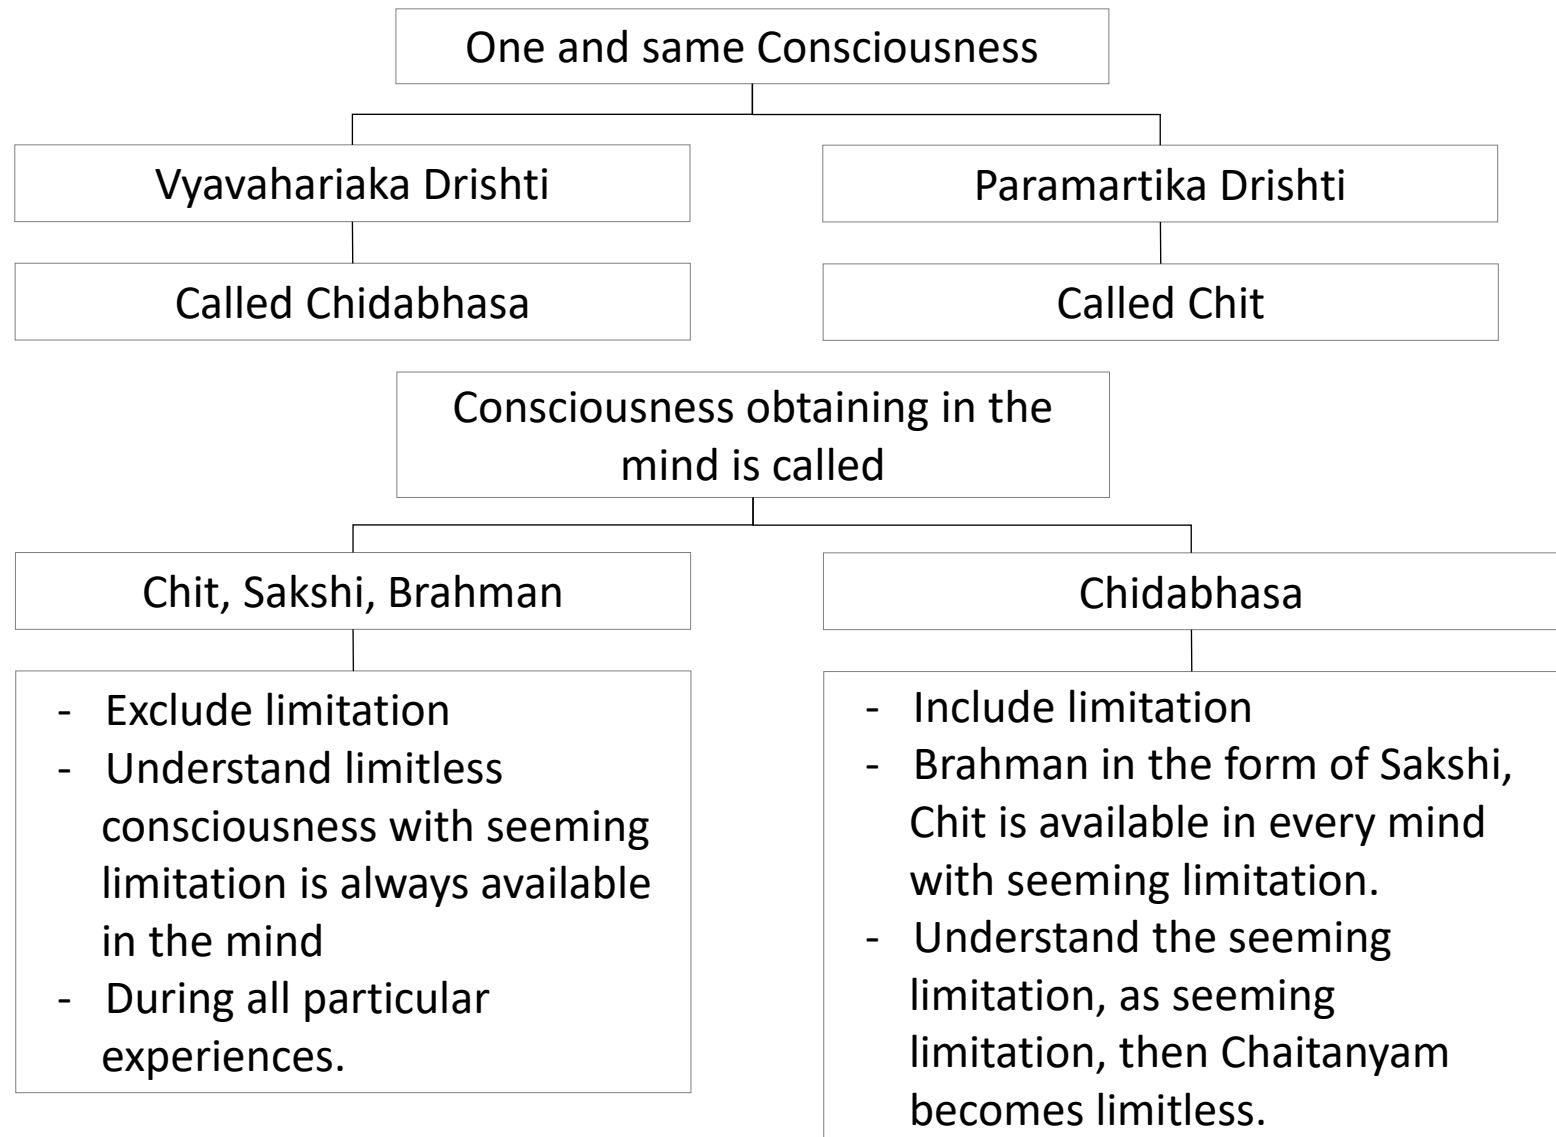 One and same Consciousness
Vyavahariaka Drishti
Paramartika Drishti
Called Chidabhasa
Called Chit
Consciousness obtaining in the
mind is called
Chit, Sakshi, Brahman
Chidabhasa
- Exclude limitation
- Understand limitless
consciousness with seeming
limitation is always available
in the mind
- During all particular
experiences.
- Include limitation
- Brahman in the form of Sakshi,
Chit is available in every mind
with seeming limitation.
- Understand the seeming
limitation, as seeming
limitation, then Chaitanyam
becomes limitless.